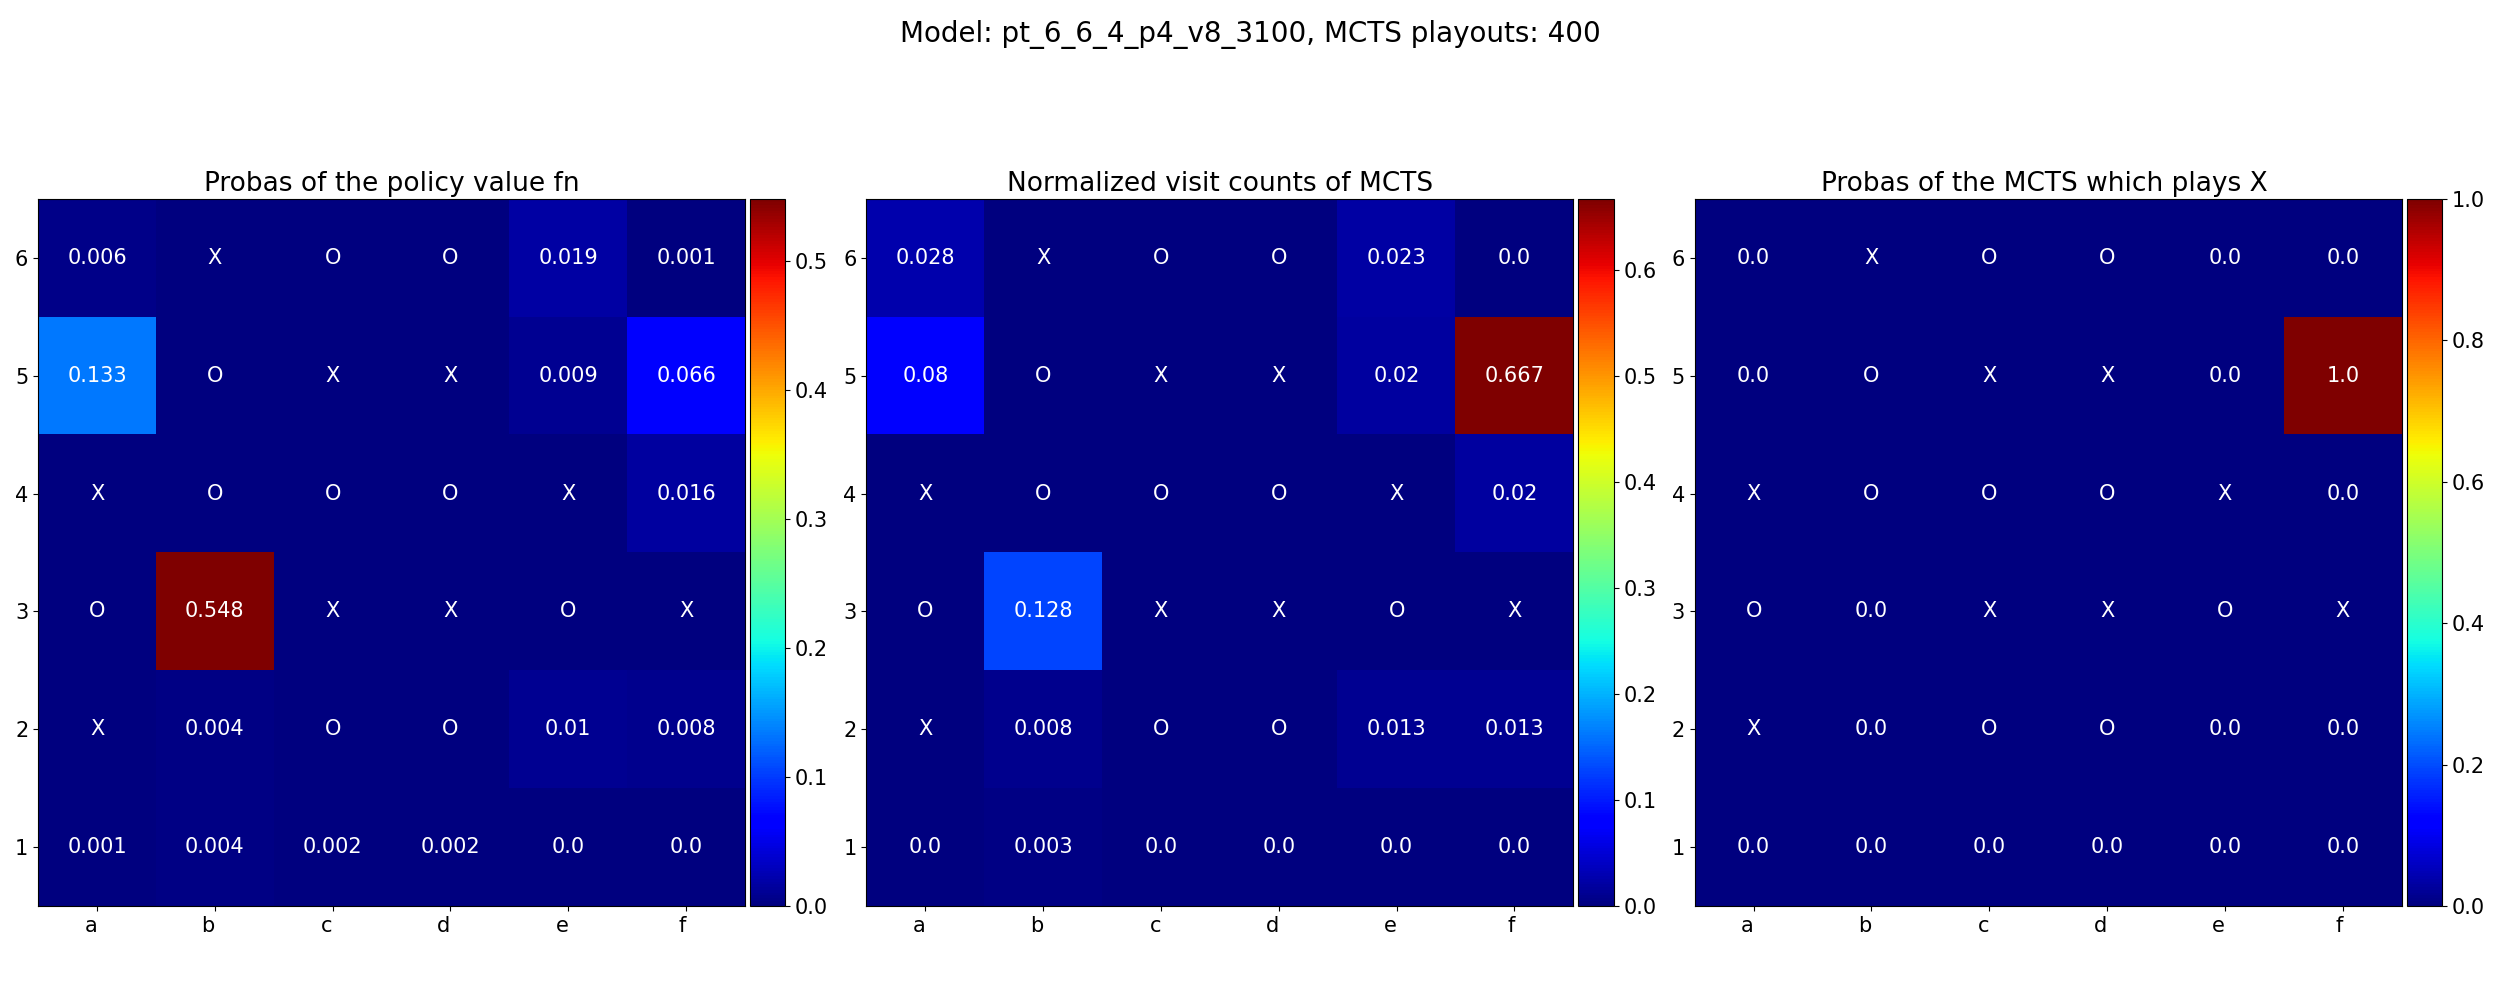 Model: pt_6_6_4_p4_v8_3100, MCTS playouts: 400
Probas of the policy value fn
6 0.006 X O O 0.019 0.001
5 0.133 O X X 0.009 0.066
4 X O O O X 0.016
3 O 0.548 X X O X
2 X 0.004 O O 0.01 0.008
1 0.001 0.004 0.002 0.002 0.0 0.0
a b c d e f
0.5
0.4
0.3
0.2
0.1
0.0
Normalized visit counts of MCTS
6 0.028 X O O 0.023 0.0
5 0.08 O X X 0.02 0.667
4 X O O O X 0.02
3 O 0.128 X X O X
2 X 0.008 O O 0.013 0.013
1 0.0 0.003 0.0 0.0 0.0 0.0
a b c d e f
0.6
0.5
0.4
0.3
0.2
0.1
0.0
Probas of the MCTS which plays X
6 0.0 X O O 0.0 0.0
5 0.0 O X X 0.0 1.0
4 X O O O X 0.0
3 O 0.0 X X O X
2 X 0.0 O O 0.0 0.0
1 0.0 0.0 0.0 0.0 0.0 0.0
a b c d e f
1.0
0.8
0.6
0.4
0.2
0.0